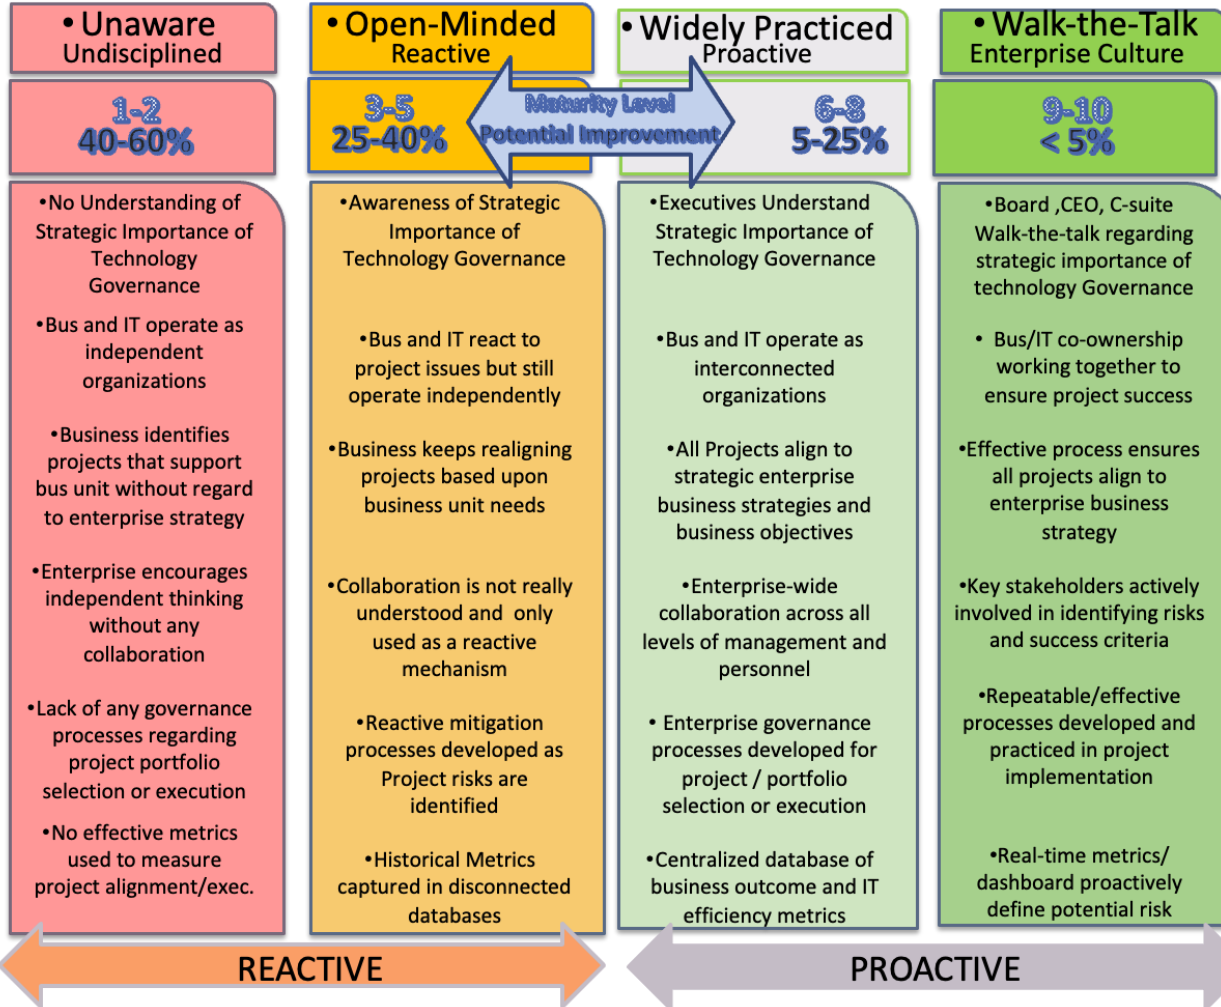 • Unaware
Undisciplined
1-2
40-60%
•No Understanding of
Strategic Importance of
Technology
Governance
•Bus and IT operate as
independent
organizations
•Business identifies
projects that support
bus unit without regard
to enterprise strategy
•Enterprise encourages
independent thinking
without any
collaboration
•Lack of any governance
processes regarding
project portfolio
selection or execution
•No effective metrics
used to measure
project alignment/exec.
• Open-Minded
Reactive
3-5
25-40%
Maturity Level
Potential Improvement
•Awareness of Strategic
Importance of
Technology Governance
•Bus and IT react to
project issues but still
operate independently
•Business keeps realigning
projects based upon
business unit needs
•Collaboration is not really
understood and only
used as a reactive
mechanism
•Reactive mitigation
processes developed as
Project risks are
identified
•Historical Metrics
captured in disconnected
databases
• Widely Practiced
Proactive
6-8
5-25%
•Executives Understand
Strategic Importance of
Technology Governance
•Bus and IT operate as
interconnected
organizations
•All Projects align to
strategic enterprise
business strategies and
business objectives
•Enterprise-wide
collaboration across all
levels of management and
personnel
• Enterprise governance
processes developed for
project / portfolio
selection or execution
•Centralized database of
business outcome and IT
efficiency metrics
• Walk-the-Talk
Enterprise Culture
9-10
< 5%
•Board ,CEO, C-suite
Walk-the-talk regarding
strategic importance of
technology Governance
• Bus/IT co-ownership
working together to
ensure project success
•Effective process ensures
all projects align to
enterprise business
strategy
•Key stakeholders actively
involved in identifying risks
and success criteria
•Repeatable/effective
processes developed and
practiced in project
implementation
•Real-time metrics/
dashboard proactively
define potential risk
REACTIVE
PROACTIVE